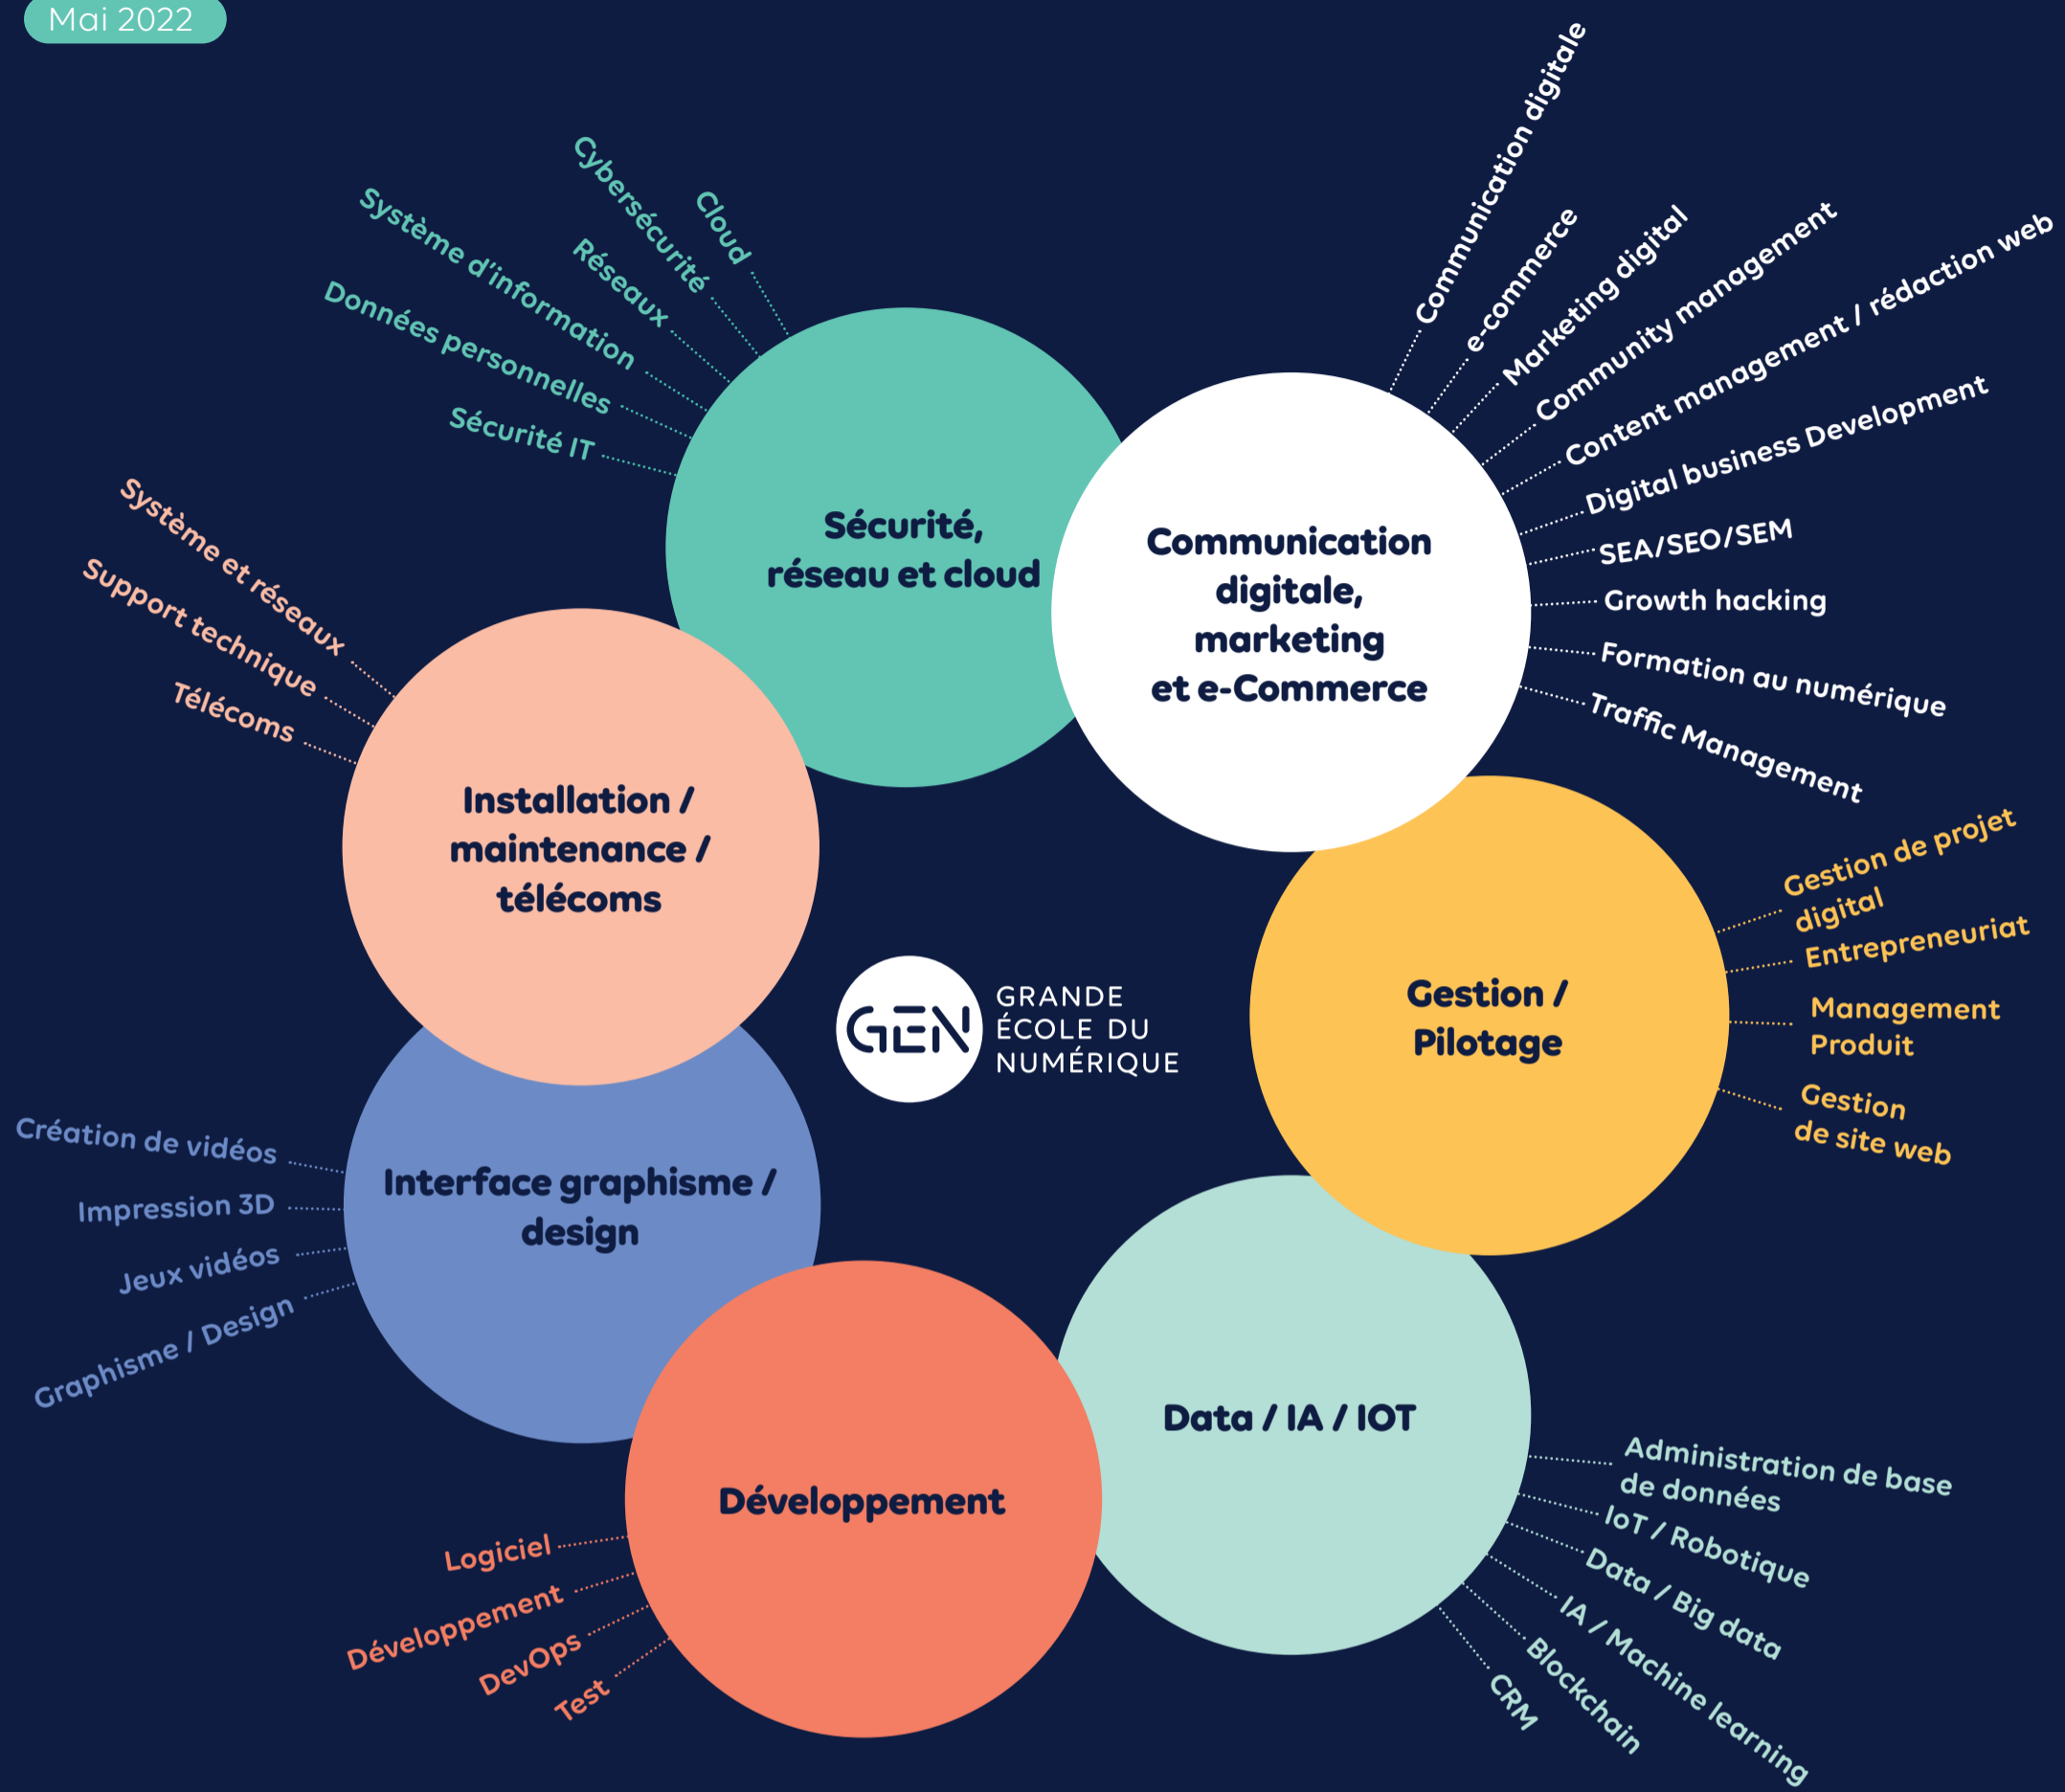 Mai 2022
Cloud
Cybersécurité
Réseaux
Système d'information
Données personnelles
Sécurité IT
Sécurité,
réseau et cloud
Communication digitale
e-commerce
Marketing digital
Community management
Content management / rédaction web
Digital business Development
SEA/SEO/SEM
Growth hacking
Formation au numérique
Traffic Management
Communication
digitale,
marketing
et e-Commerce
Système et réseaux
Support technique
Télécoms
Installation /
maintenance /
télécoms
GEN
GRANDE
ÉCOLE DU
NUMÉRIQUE
Gestion /
Pilotage
Gestion de projet
digital
Entrepreneuriat
Management
Produit
Gestion
de site web
Création de vidéos
Impression 3D
Jeux vidéos
Graphisme / Design
Interface graphisme /
design
Data / IA / IOT
Administration de base
de données
IoT / Robotique
Data / Big data
IA / Machine learning
Blockchain
CRM
Développement
Logiciel
Développement
DevOps
Test